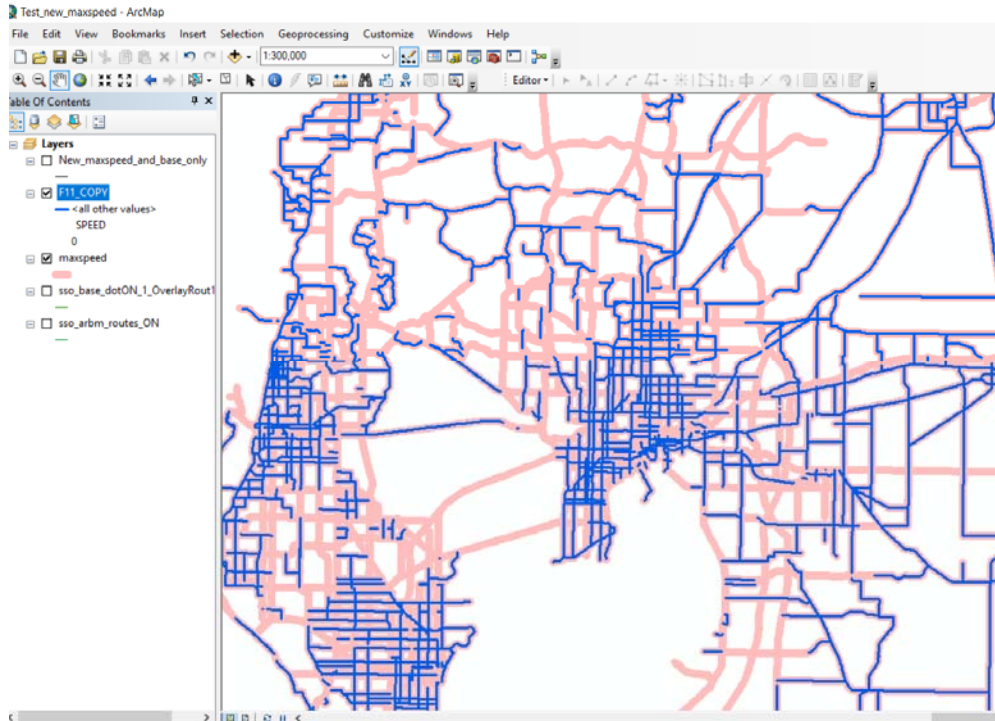 Test_new_maxspeed - ArcMap
File Edit View Bookmarks Insert Selection Geoprocessing Customize Windows Help
1:300,000
Editor
Table Of Contents
Layers
New_maxspeed_and_base_only
F11_COPY
<all other values>
SPEED
0
maxspeed
sso_base_dotON_1_OverlayRout1
sso_arbm_routes_ON